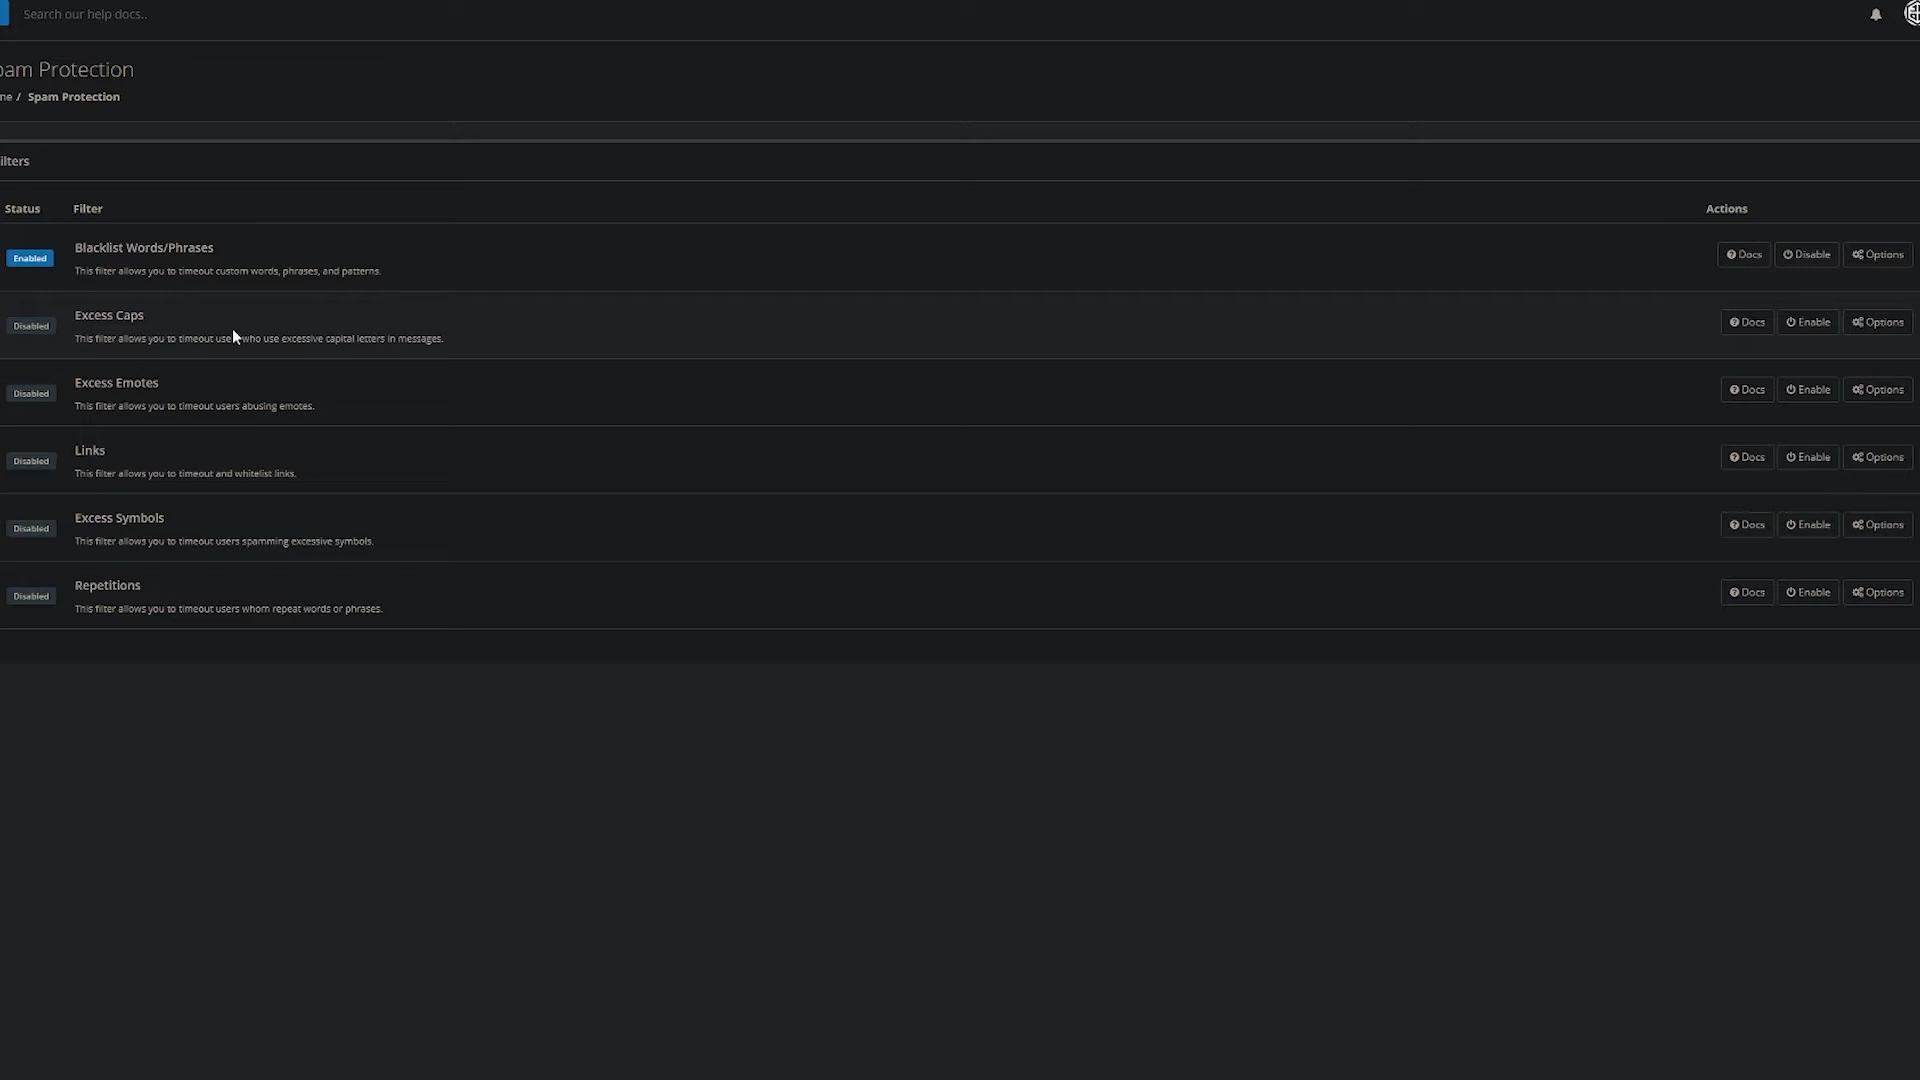 Search our help docs..
pam Protection
me / Spam Protection
ilters
Status Filter Actions
Enabled Blacklist Words/Phrases Docs Disable Options
This filter allows you to timeout custom words, phrases, and patterns.
Disabled Excess Caps Docs Enable Options
This filter allows you to timeout use who use excessive capital letters in messages.
Disabled Excess Emotes Docs Enable Options
This filter allows you to timeout users abusing emotes.
Disabled Links Docs Enable Options
This filter allows you to timeout and whitelist links.
Disabled Excess Symbols Docs Enable Options
This filter allows you to timeout users spamming excessive symbols.
Disabled Repetitions Docs Enable Options
This filter allows you to timeout users whom repeat words or phrases.